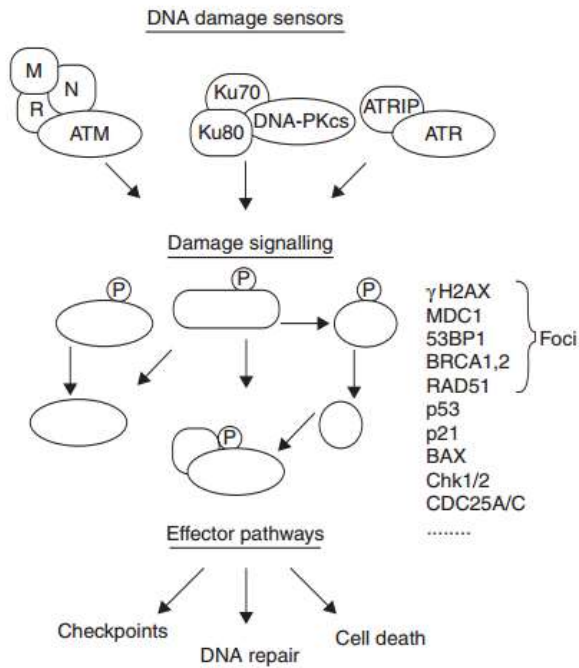 DNA damage sensors
M
N
R
ATM
Ku70
Ku80
DNA-PKcs
ATRIP
ATR
Damage signalling
P
P
P
P
γH2AX
MDC1
53BP1
BRCA1,2
RAD51
Foci
p53
p21
BAX
Chk1/2
CDC25A/C
........
Effector pathways
Checkpoints
DNA repair
Cell death